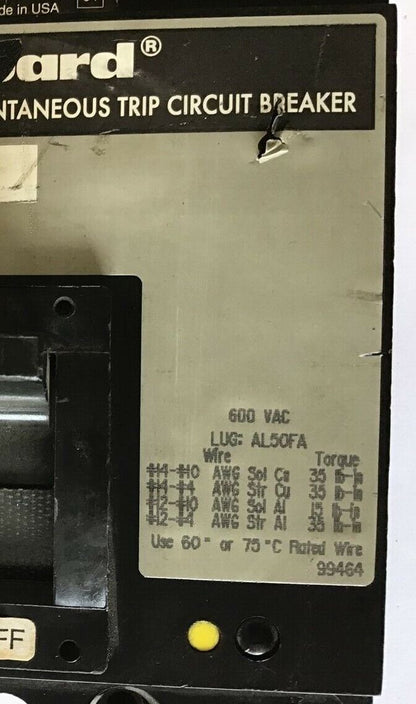 de in USA
oard®
NTANEOUS TRIP CIRCUIT BREAKER
600 VAC
LUG: AL50FA
Wire Torque
#14-#10 AWG Sol Cu 35 lb-in
#14-#4 AWG Str Cu 35 lb-in
#12-#10 AWG Sol Al 15 lb-in
#12-#4 AWG Str Al 35 lb-in
Use 60° or 75°C Rated Wire
99464
FF